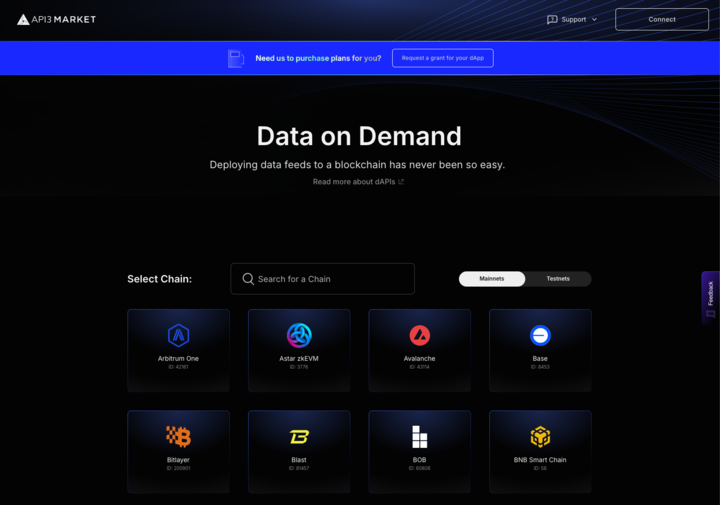 API3 MARKET
Support
Connect
Need us to purchase plans for you?
Request a grant for your dApp
Data on Demand
Deploying data feeds to a blockchain has never been so easy.
Read more about dAPIs
Select Chain:
Search for a Chain
Mainnets
Testnets
Feedback
Arbitrum One
ID: 42161
Astar zkEVM
ID: 3776
Avalanche
ID: 43114
Base
ID: 8453
Bitlayer
ID: 200901
Blast
ID: 81457
BOB
ID: 60808
BNB Smart Chain
ID: 56